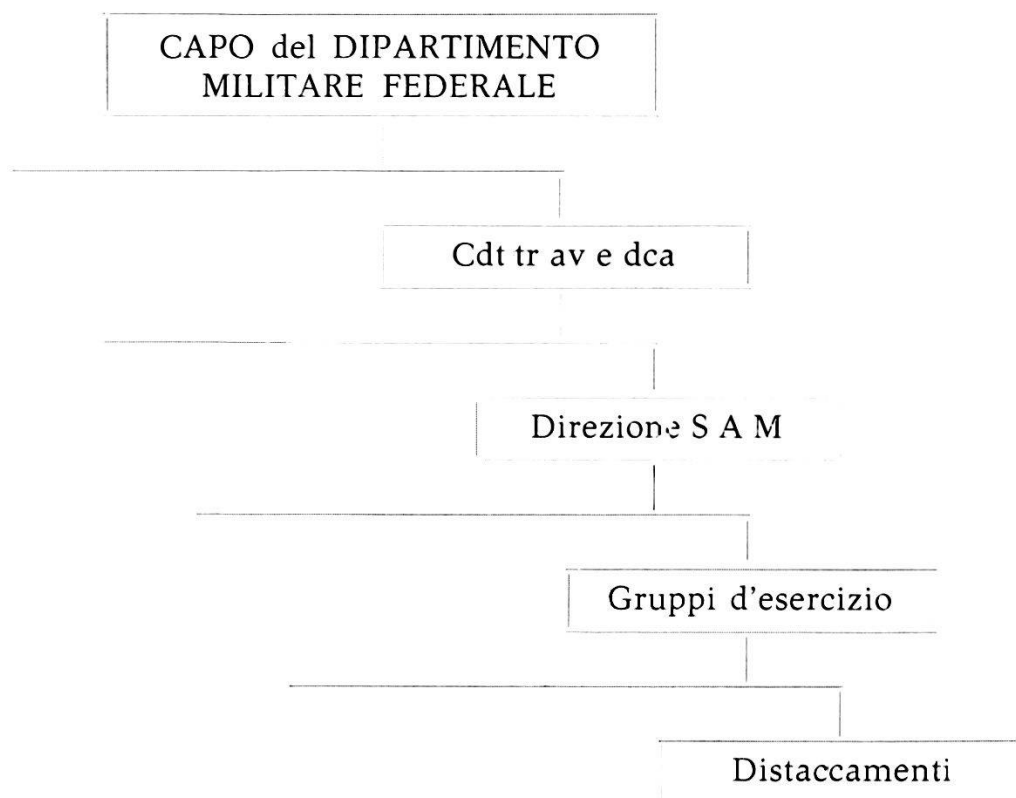 CAPO del DIPARTIMENTO
MILITARE FEDERALE
Cdt tr av e dca
Direzione S A M
Gruppi d'esercizio
Distaccamenti